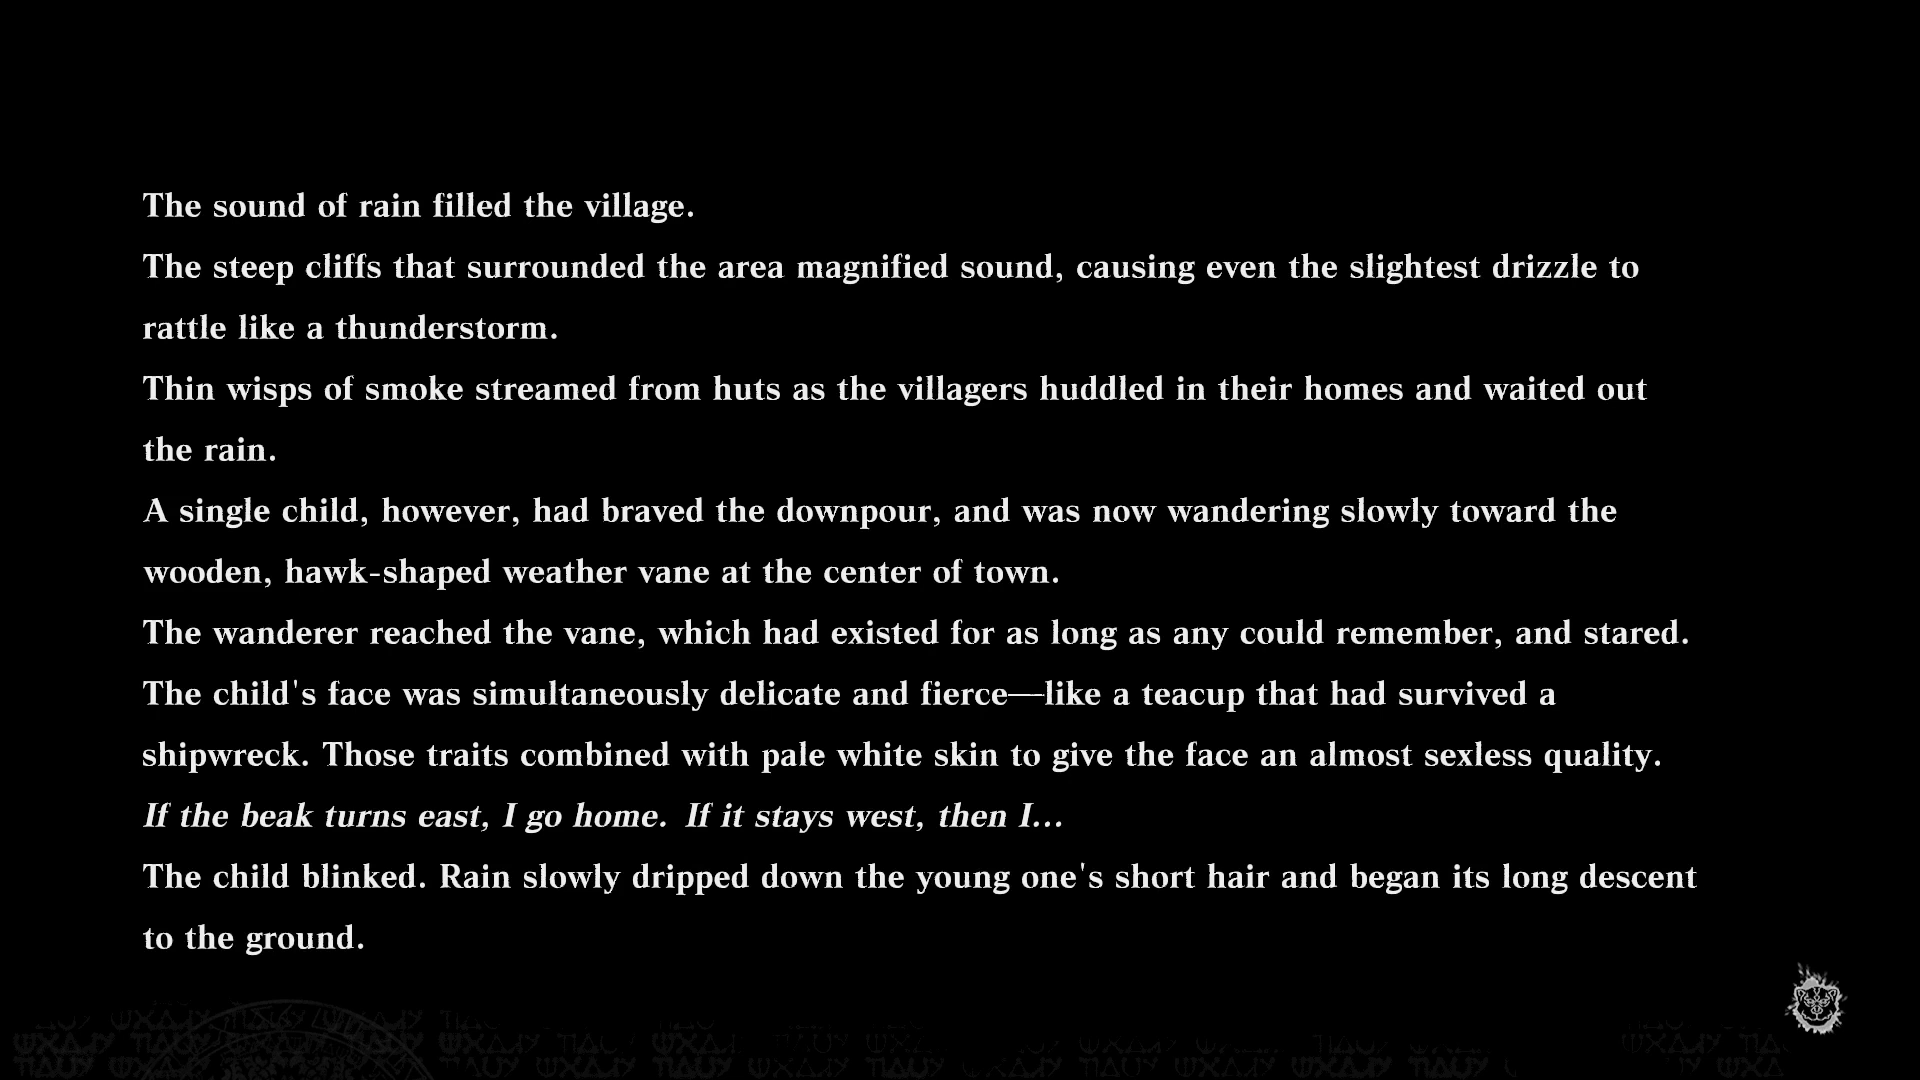 The sound of rain filled the village.
The steep cliffs that surrounded the area magnified sound, causing even the slightest drizzle to
rattle like a thunderstorm.
Thin wisps of smoke streamed from huts as the villagers huddled in their homes and waited out
the rain.
A single child, however, had braved the downpour, and was now wandering slowly toward the
wooden, hawk-shaped weather vane at the center of town.
The wanderer reached the vane, which had existed for as long as any could remember, and stared.
The child's face was simultaneously delicate and fierce—like a teacup that had survived a
shipwreck. Those traits combined with pale white skin to give the face an almost sexless quality.
If the beak turns east, I go home. If it stays west, then I...
The child blinked. Rain slowly dripped down the young one's short hair and began its long descent
to the ground.